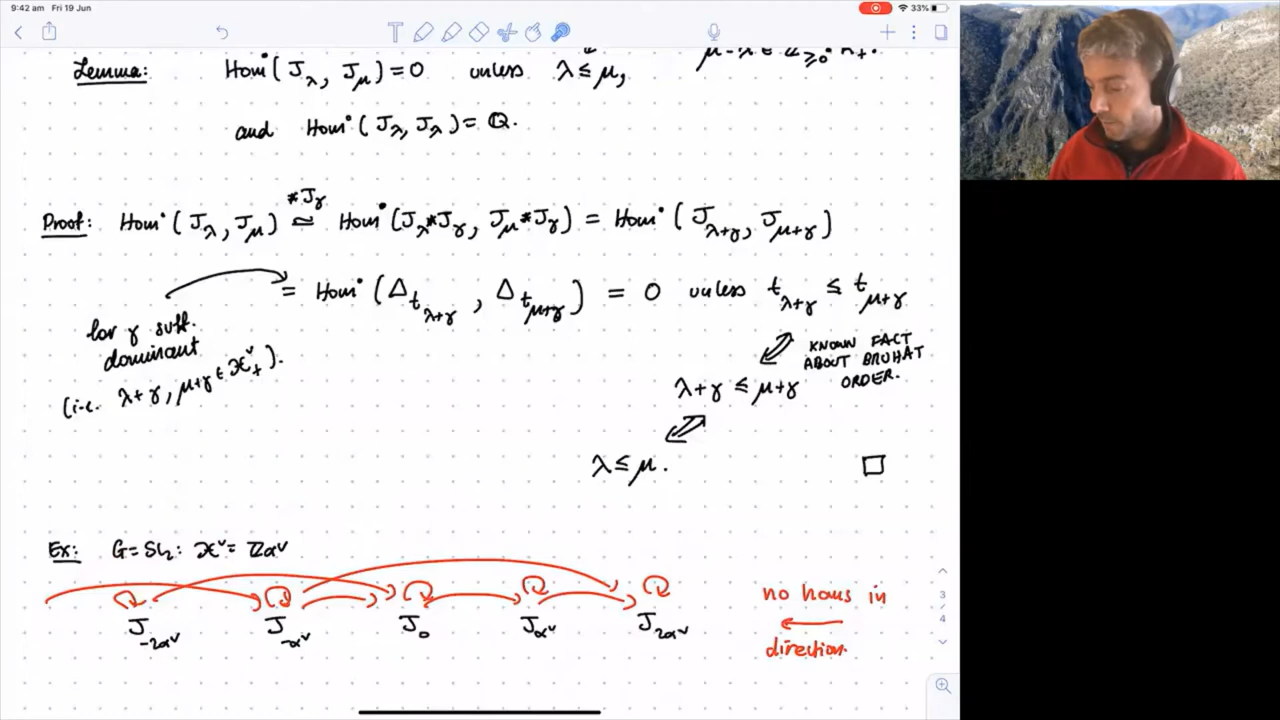 9:42 am Fri 19 Jun
33%
Lemma: Hom•(J_λ, J_μ) = 0 unless λ ≤ μ,
and Hom•(J_λ, J_λ) = ℚ.
Proof: Hom•(J_λ, J_μ) ≃^{*J_γ} Hom•(J_λ*J_γ, J_μ*J_γ) = Hom•(J_{λ+γ}, J_{μ+γ})
= Hom•(Δ_{t_{λ+γ}}, Δ_{t_{μ+γ}}) = 0 unless t_{λ+γ} ≤ t_{μ+γ}
for γ suff.
dominant
(i.e. λ+γ, μ+γ ∈ 𝒳^∨_+).
⇕ KNOWN FACT
ABOUT BRUHAT
ORDER.
λ+γ ≤ μ+γ
⇕
λ ≤ μ. □
Ex: G = SL₂: 𝒳^∨ = ℤα^∨
J_{-2α^∨} J_{-α^∨} J_0 J_{α^∨} J_{2α^∨}
no homs in
←
direction.
3
/
4